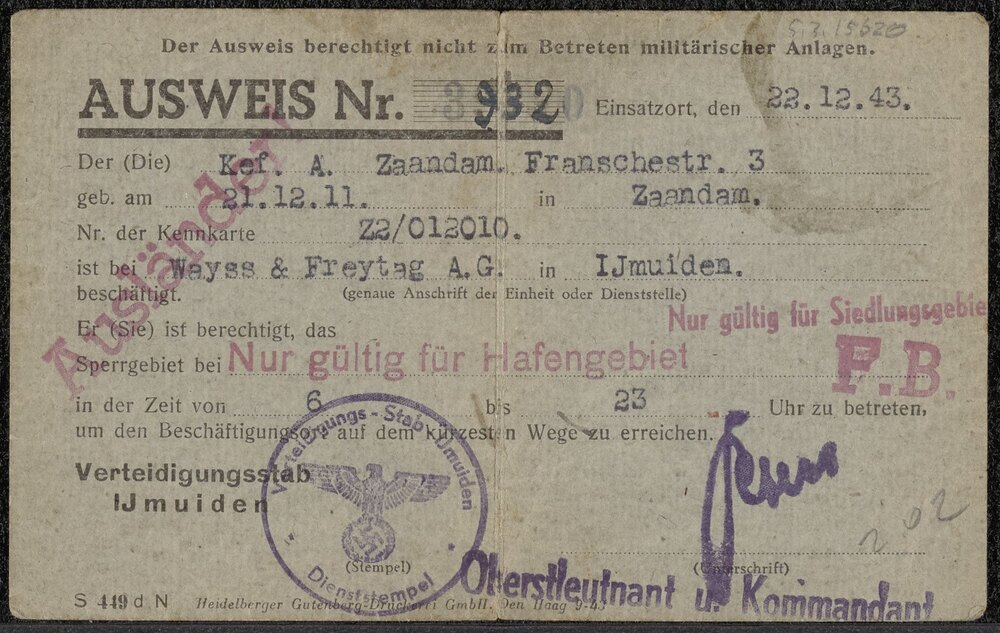 Der Ausweis berechtigt nicht zum Betreten militärischer Anlagen.
AUSWEIS Nr. 932 Einsatzort, den 22.12.43.
Ausländer
Der (Die) Kef. A. Zaandam. Franschestr. 3
geb. am 21.12.11. in Zaandam.
Nr. der Kennkarte Z2/012010.
ist bei Wayss & Freytag A.G. in IJmuiden.
beschäftigt. (genaue Anschrift der Einheit oder Dienststelle)
Er (Sie) ist berechtigt, das
Nur gültig für Siedlungsgebie
F.B.
Sperrgebiet bei Nur gültig für Hafengebiet
in der Zeit von 6 bis 23 Uhr zu betreten,
um den Beschäftigungsort auf dem kürzesten Wege zu erreichen.
Verteidigungsstab
IJmuiden
Verteidigungs-Stab IJmuiden
Dienststempel
(Stempel)
(Unterschrift)
Oberstleutnant u. Kommandant
2.02
S 449 d N Heidelberger Gutenberg-Druckerei GmbH. Den Haag 9-43